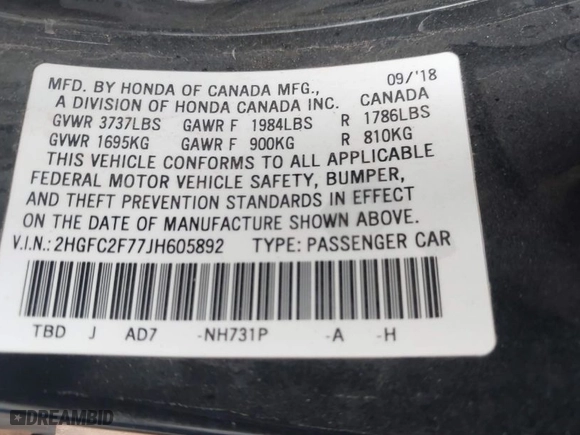 MFD. BY HONDA OF CANADA MFG., 09/'18
A DIVISION OF HONDA CANADA INC. CANADA
GVWR 3737LBS GAWR F 1984LBS R 1786LBS
GVWR 1695KG GAWR F 900KG R 810KG
THIS VEHICLE CONFORMS TO ALL APPLICABLE
FEDERAL MOTOR VEHICLE SAFETY, BUMPER,
AND THEFT PREVENTION STANDARDS IN EFFECT
ON THE DATE OF MANUFACTURE SHOWN ABOVE.
V.I.N.: 2HGFC2F77JH605892 TYPE: PASSENGER CAR
TBD J AD7 -NH731P -A -H
DREAMBID